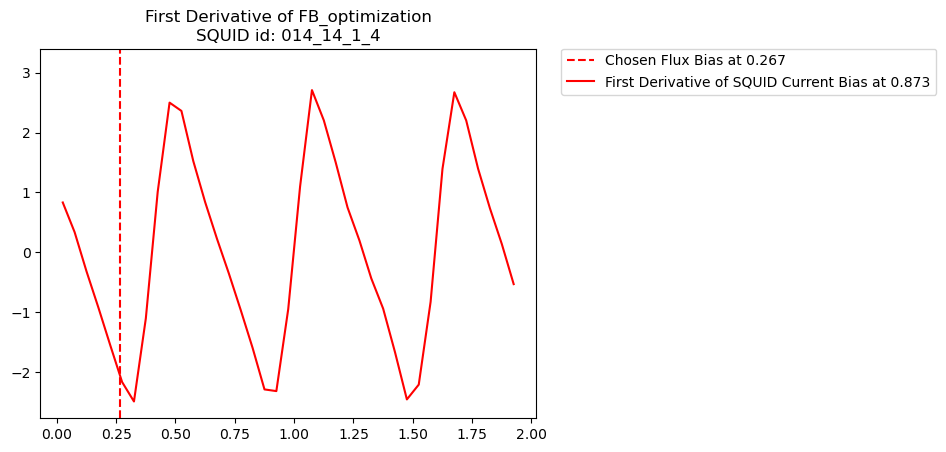 First Derivative of FB_optimization
SQUID id: 014_14_1_4
Chosen Flux Bias at 0.267
First Derivative of SQUID Current Bias at 0.873
3
2
1
0
−1
−2
0.00 0.25 0.50 0.75 1.00 1.25 1.50 1.75 2.00